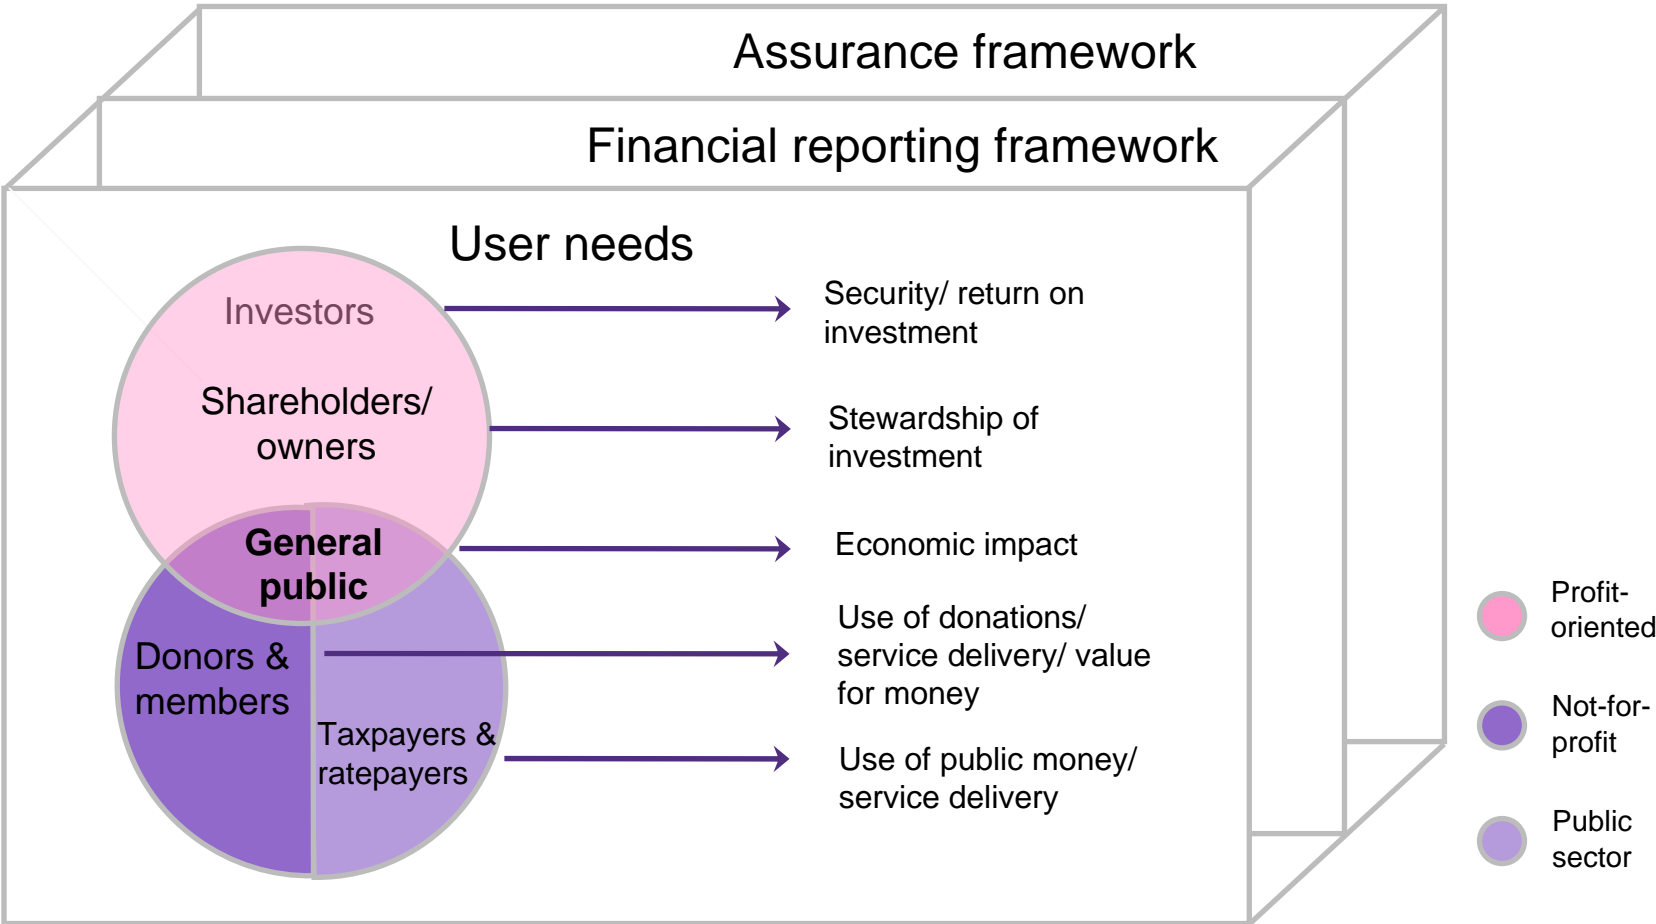 Assurance framework
Financial reporting framework
User needs
Investors
Security/ return on
investment
Shareholders/
owners
Stewardship of
investment
General
public
Economic impact
Donors &
members
Use of donations/
service delivery/ value
for money
Taxpayers &
ratepayers
Use of public money/
service delivery
Profit-
oriented
Not-for-
profit
Public
sector